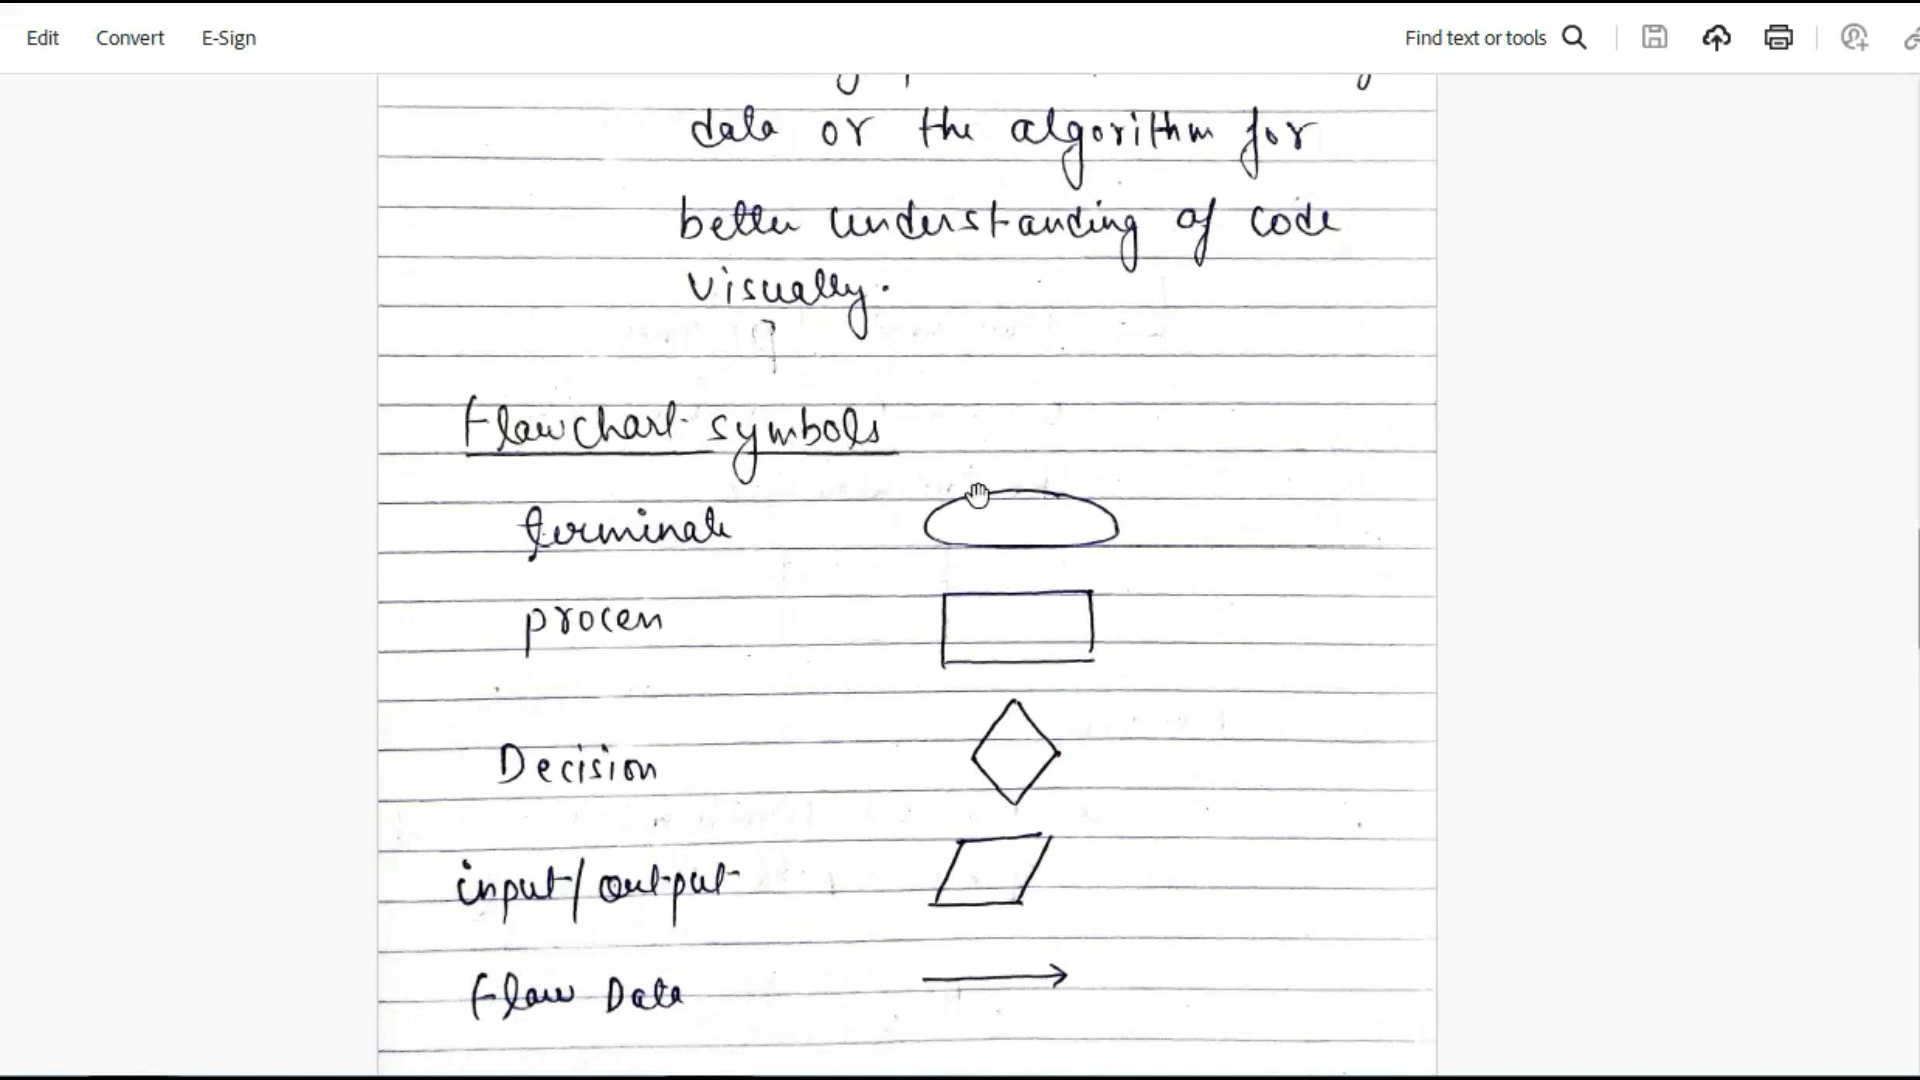 Edit Convert E-Sign Find text or tools
data or the algorithm for
better understanding of code
visually.
Flowchart symbols
terminate
process
Decision
input/output
Flow Data